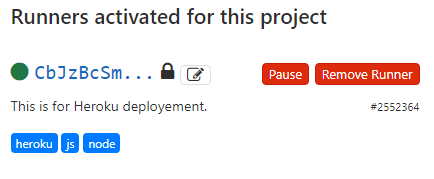 Runners activated for this project
CbJzBcSm... Pause Remove Runner
This is for Heroku deployement. #2552364
heroku js node